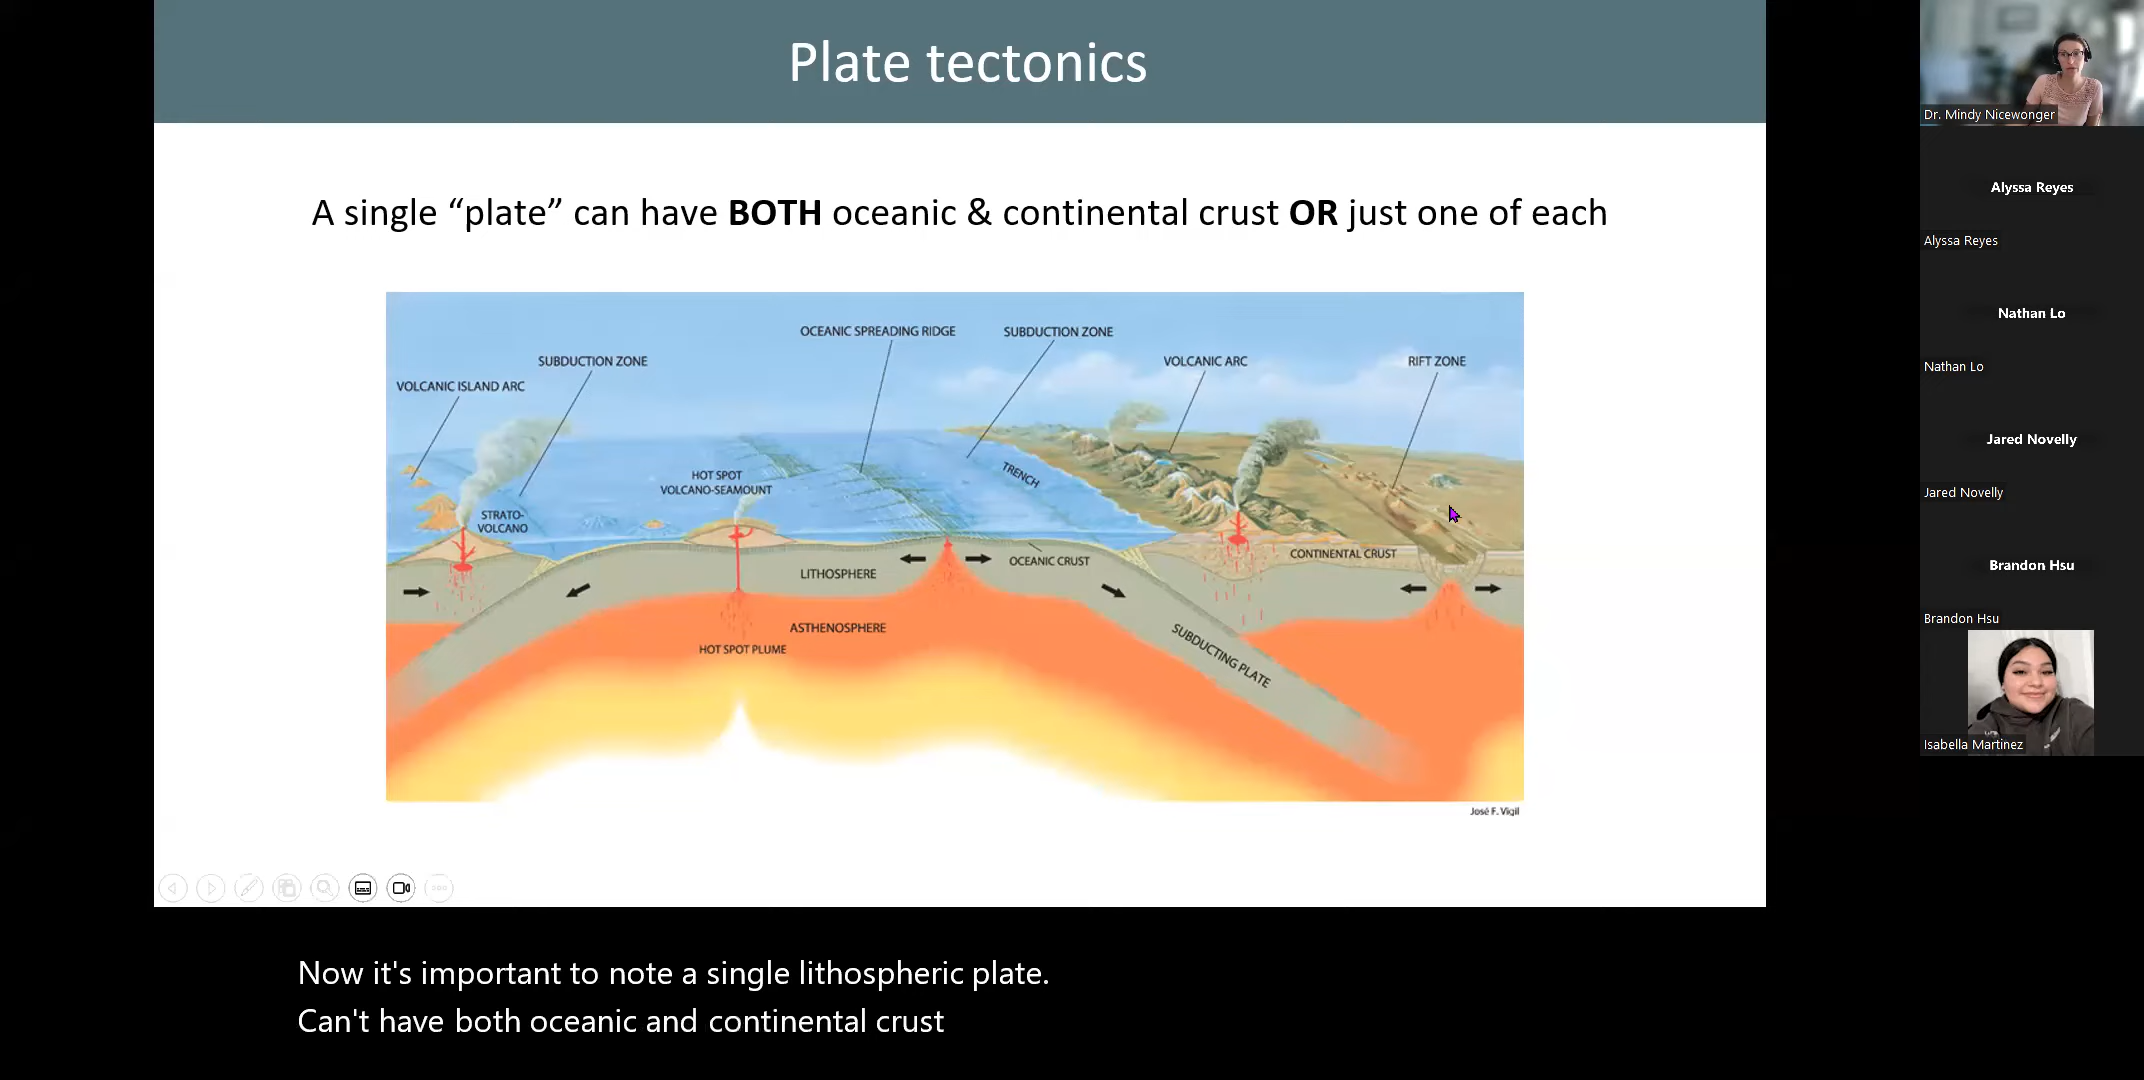 Plate tectonics
A single “plate” can have BOTH oceanic & continental crust OR just one of each
OCEANIC SPREADING RIDGE
SUBDUCTION ZONE
SUBDUCTION ZONE
VOLCANIC ARC
RIFT ZONE
VOLCANIC ISLAND ARC
HOT SPOT
VOLCANO-SEAMOUNT
TRENCH
STRATO-
VOLCANO
CONTINENTAL CRUST
OCEANIC CRUST
LITHOSPHERE
ASTHENOSPHERE
HOT SPOT PLUME
SUBDUCTING PLATE
José F. Vigil
Now it's important to note a single lithospheric plate.
Can't have both oceanic and continental crust
Dr. Mindy Nicewonger
Alyssa Reyes
Alyssa Reyes
Nathan Lo
Nathan Lo
Jared Novelly
Jared Novelly
Brandon Hsu
Brandon Hsu
Isabella Martinez